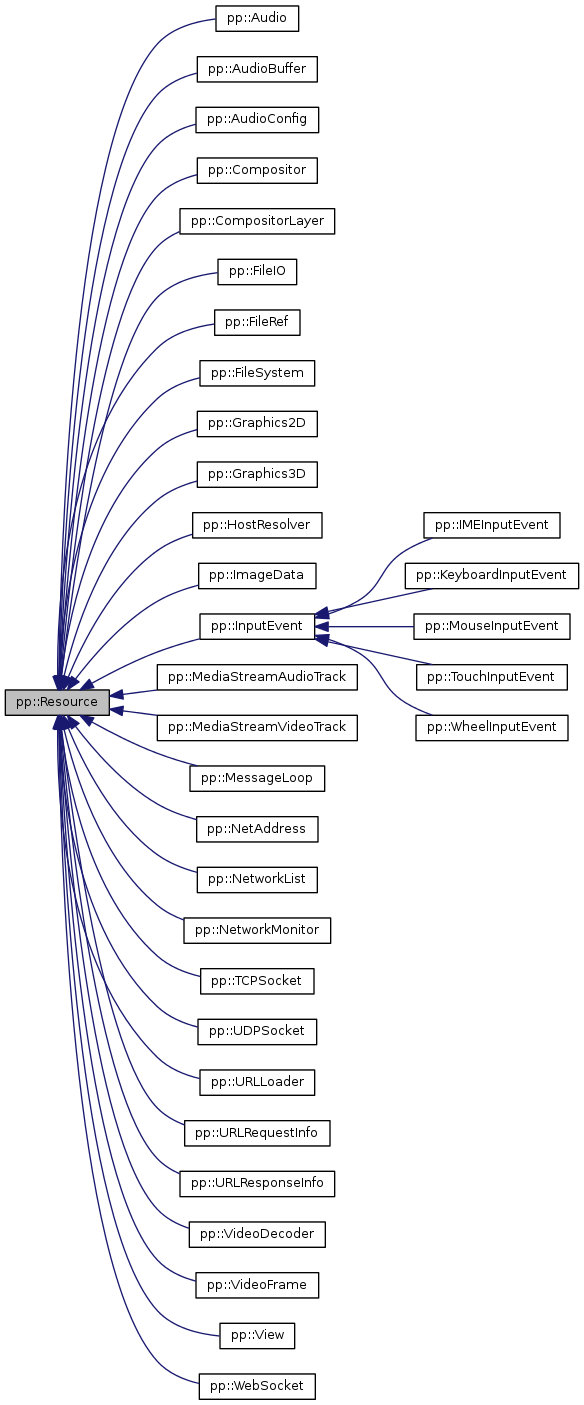 pp::Audio
pp::AudioBuffer
pp::AudioConfig
pp::Compositor
pp::CompositorLayer
pp::FileIO
pp::FileRef
pp::FileSystem
pp::Graphics2D
pp::Graphics3D
pp::HostResolver
pp::ImageData
pp::InputEvent
pp::IMEInputEvent
pp::KeyboardInputEvent
pp::MouseInputEvent
pp::TouchInputEvent
pp::WheelInputEvent
pp::MediaStreamAudioTrack
pp::Resource
pp::MediaStreamVideoTrack
pp::MessageLoop
pp::NetAddress
pp::NetworkList
pp::NetworkMonitor
pp::TCPSocket
pp::UDPSocket
pp::URLLoader
pp::URLRequestInfo
pp::URLResponseInfo
pp::VideoDecoder
pp::VideoFrame
pp::View
pp::WebSocket